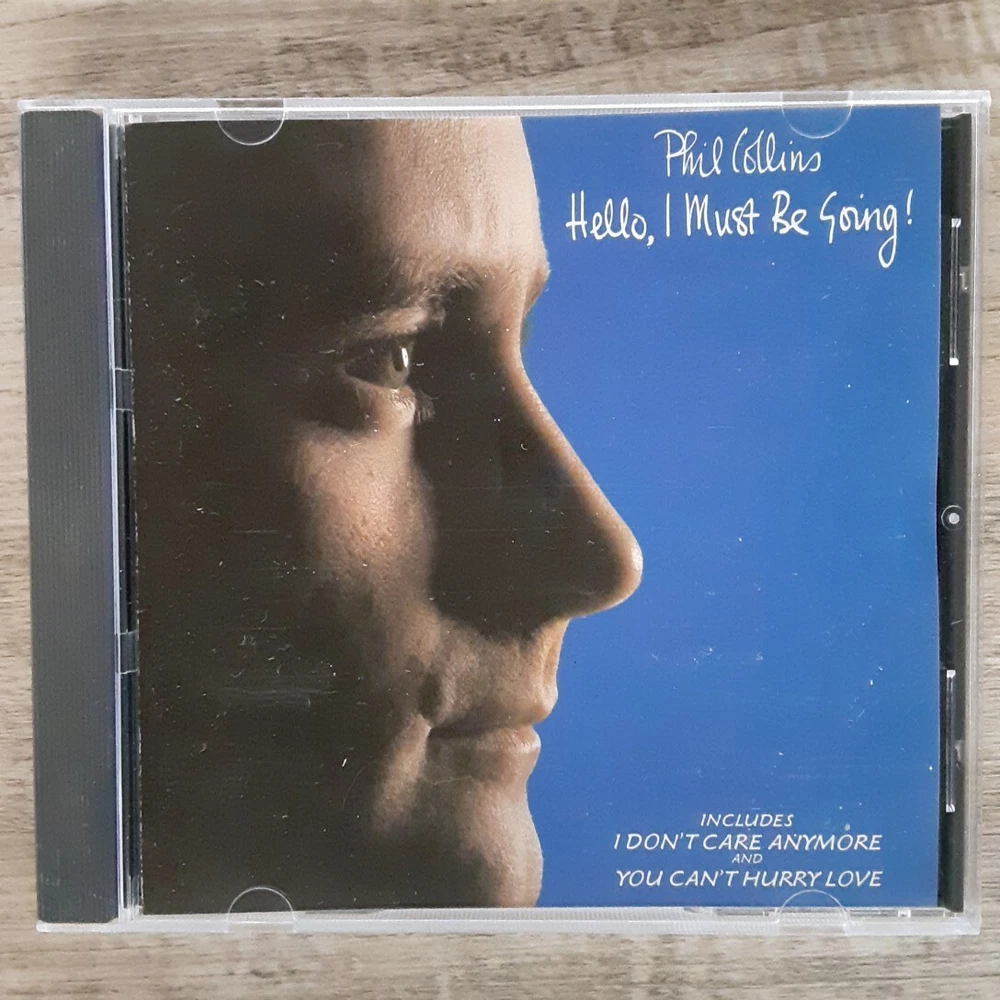 Phil Collins
Hello, I Must Be Going!
INCLUDES
I DON'T CARE ANYMORE
AND
YOU CAN'T HURRY LOVE